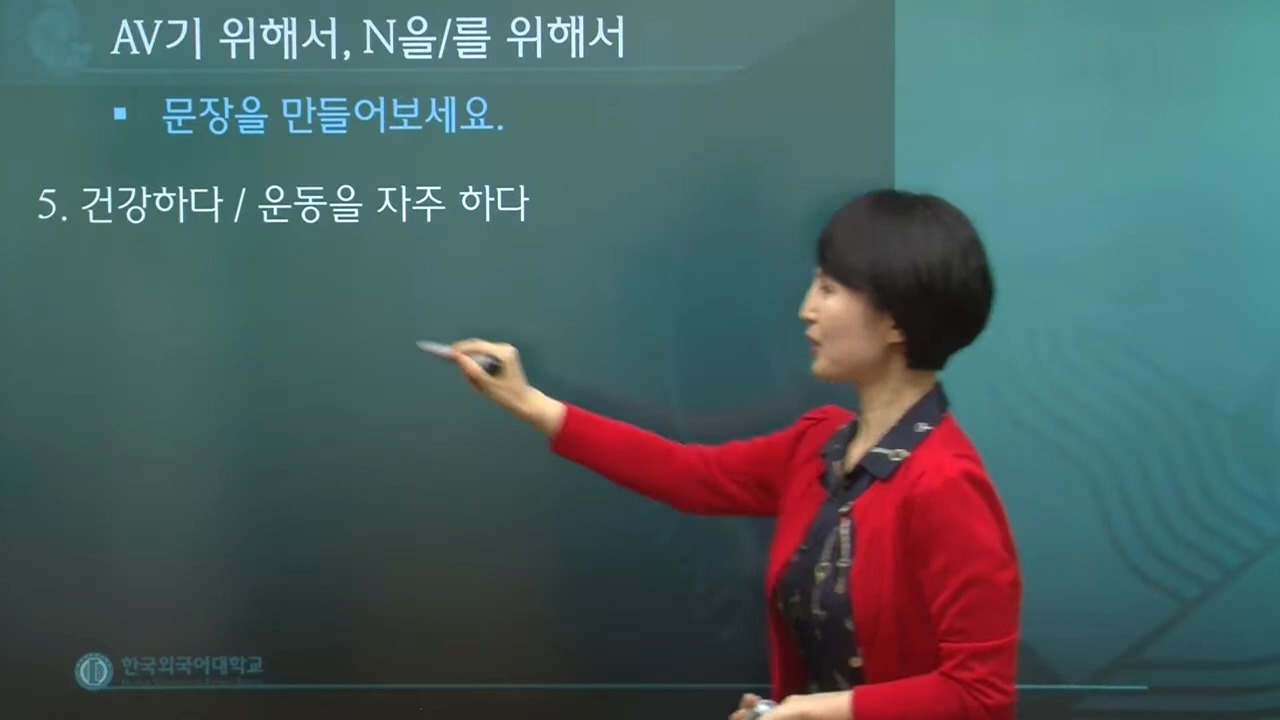 AV기 위해서, N을/를 위해서
▪ 문장을 만들어보세요.
5. 건강하다 / 운동을 자주 하다
한국외국어대학교